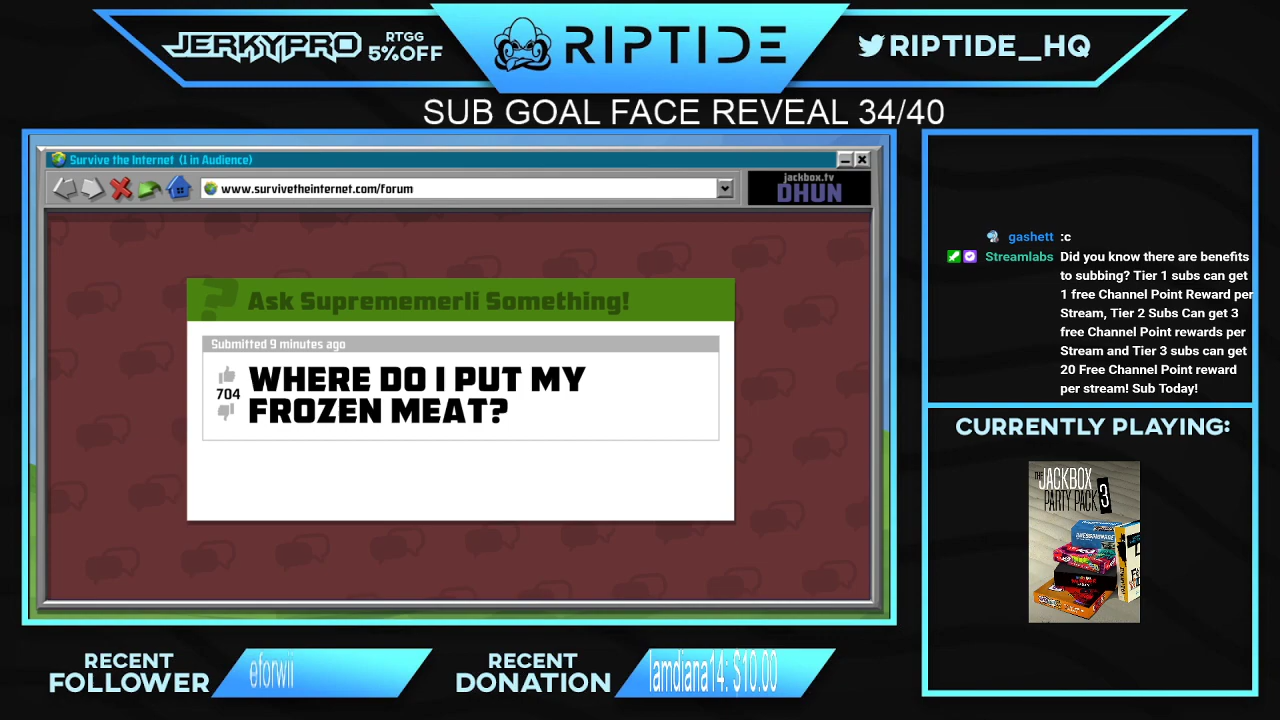 JERKYPRO
RTGG
5% OFF
RIPTIDE
RIPTIDE_HQ
SUB GOAL FACE REVEAL 34/40
Survive the Internet (1 in Audience)
www.survivetheinternet.com/forum
jackbox.tv
DHUN
Ask Suprememerli Something!
Submitted 9 minutes ago
704
WHERE DO I PUT MY
FROZEN MEAT?
gashett :c
Streamlabs Did you know there are benefits
to subbing? Tier 1 subs can get
1 free Channel Point Reward per
Stream, Tier 2 Subs Can get 3
free Channel Point rewards per
Stream and Tier 3 subs can get
20 Free Channel Point reward
per stream! Sub Today!
CURRENTLY PLAYING:
THE JACKBOX
PARTY PACK 3
RECENT
FOLLOWER
eforwii
RECENT
DONATION
lamdiana14: $10.00